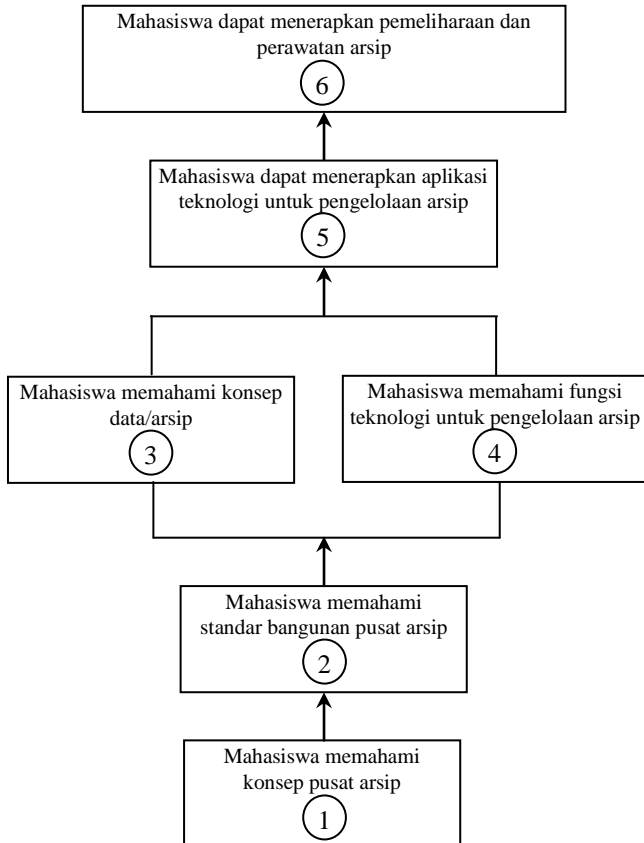 Mahasiswa dapat menerapkan pemeliharaan dan
perawatan arsip
6
Mahasiswa dapat menerapkan aplikasi
teknologi untuk pengelolaan arsip
5
Mahasiswa memahami konsep
data/arsip
3
Mahasiswa memahami fungsi
teknologi untuk pengelolaan arsip
4
Mahasiswa memahami
standar bangunan pusat arsip
2
Mahasiswa memahami
konsep pusat arsip
1